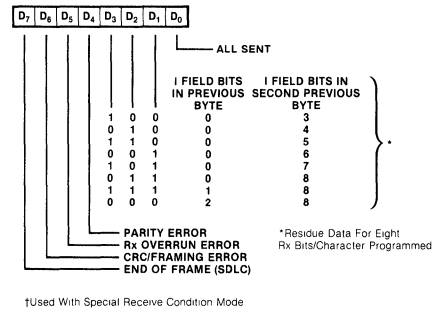 D7 D6 D5 D4 D3 D2 D1 D0
ALL SENT
I FIELD BITS I FIELD BITS IN
IN PREVIOUS SECOND PREVIOUS
BYTE BYTE
1 0 0 0 3
0 1 0 0 4
1 1 0 0 5
0 0 1 0 6
1 0 1 0 7
0 1 1 0 8
1 1 1 1 8
0 0 0 2 8
*
PARITY ERROR
Rx OVERRUN ERROR
CRC/FRAMING ERROR
END OF FRAME (SDLC)
*Residue Data For Eight
Rx Bits/Character Programmed
†Used With Special Receive Condition Mode